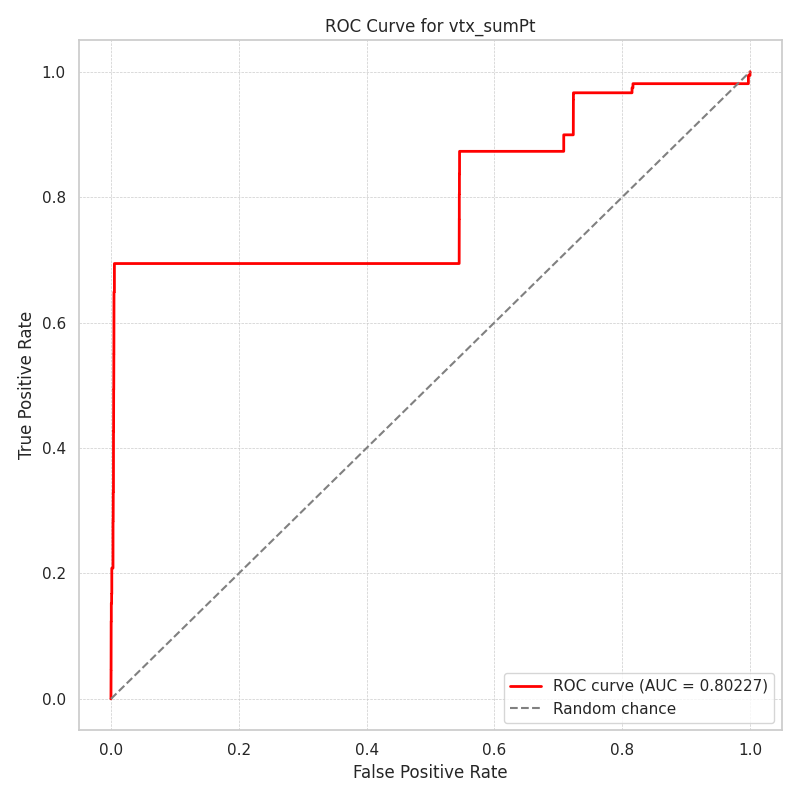 ROC Curve for vtx_sumPt
True Positive Rate
1.0
0.8
0.6
0.4
0.2
0.0
0.0 0.2 0.4 0.6 0.8 1.0
False Positive Rate
ROC curve (AUC = 0.80227)
Random chance